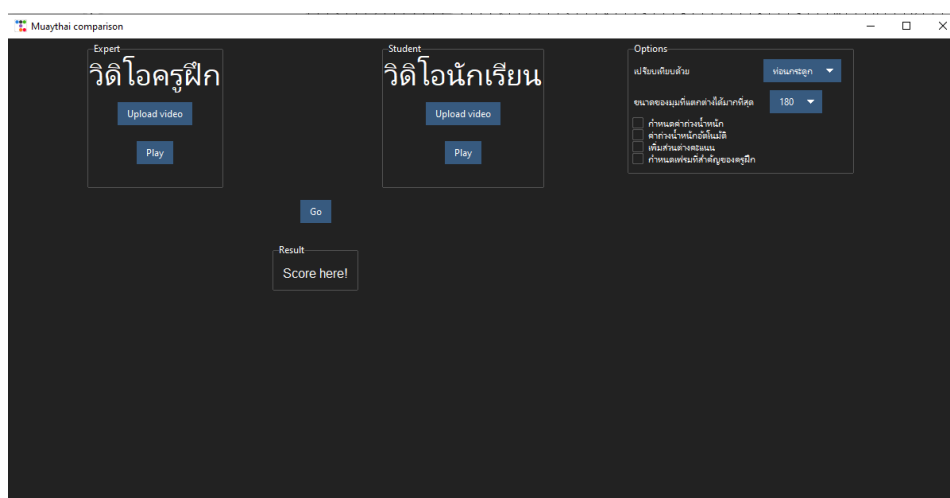 Muaythai comparison
Expert
วิดิโอครูฝึก
Upload video
Play
Student
วิดิโอนักเรียน
Upload video
Play
Options
เปรียบเทียบด้วย
ท่อนกระดูก
ขนาดของมุมที่แตกต่างได้มากที่สุด
180
กำหนดค่าถ่วงน้ำหนัก
ค่าถ่วงน้ำหนักอัตโนมัติ
เพิ่มส่วนต่างคะแนน
กำหนดเฟรมที่สำคัญของครูฝึก
Go
Result
Score here!